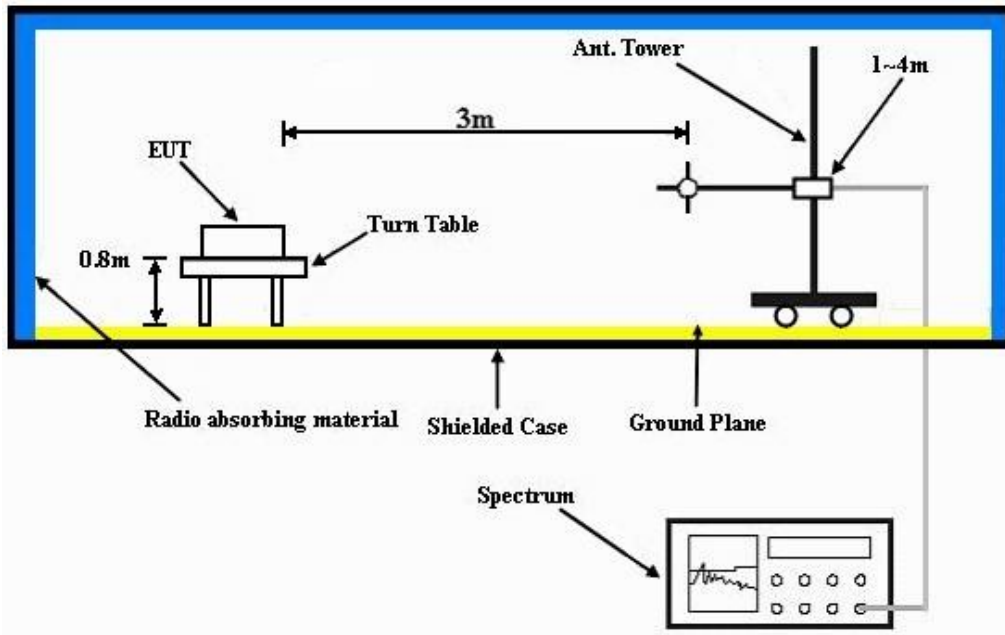 Ant. Tower
1~4m
3m
EUT
Turn Table
0.8m
Radio absorbing material
Shielded Case
Ground Plane
Spectrum